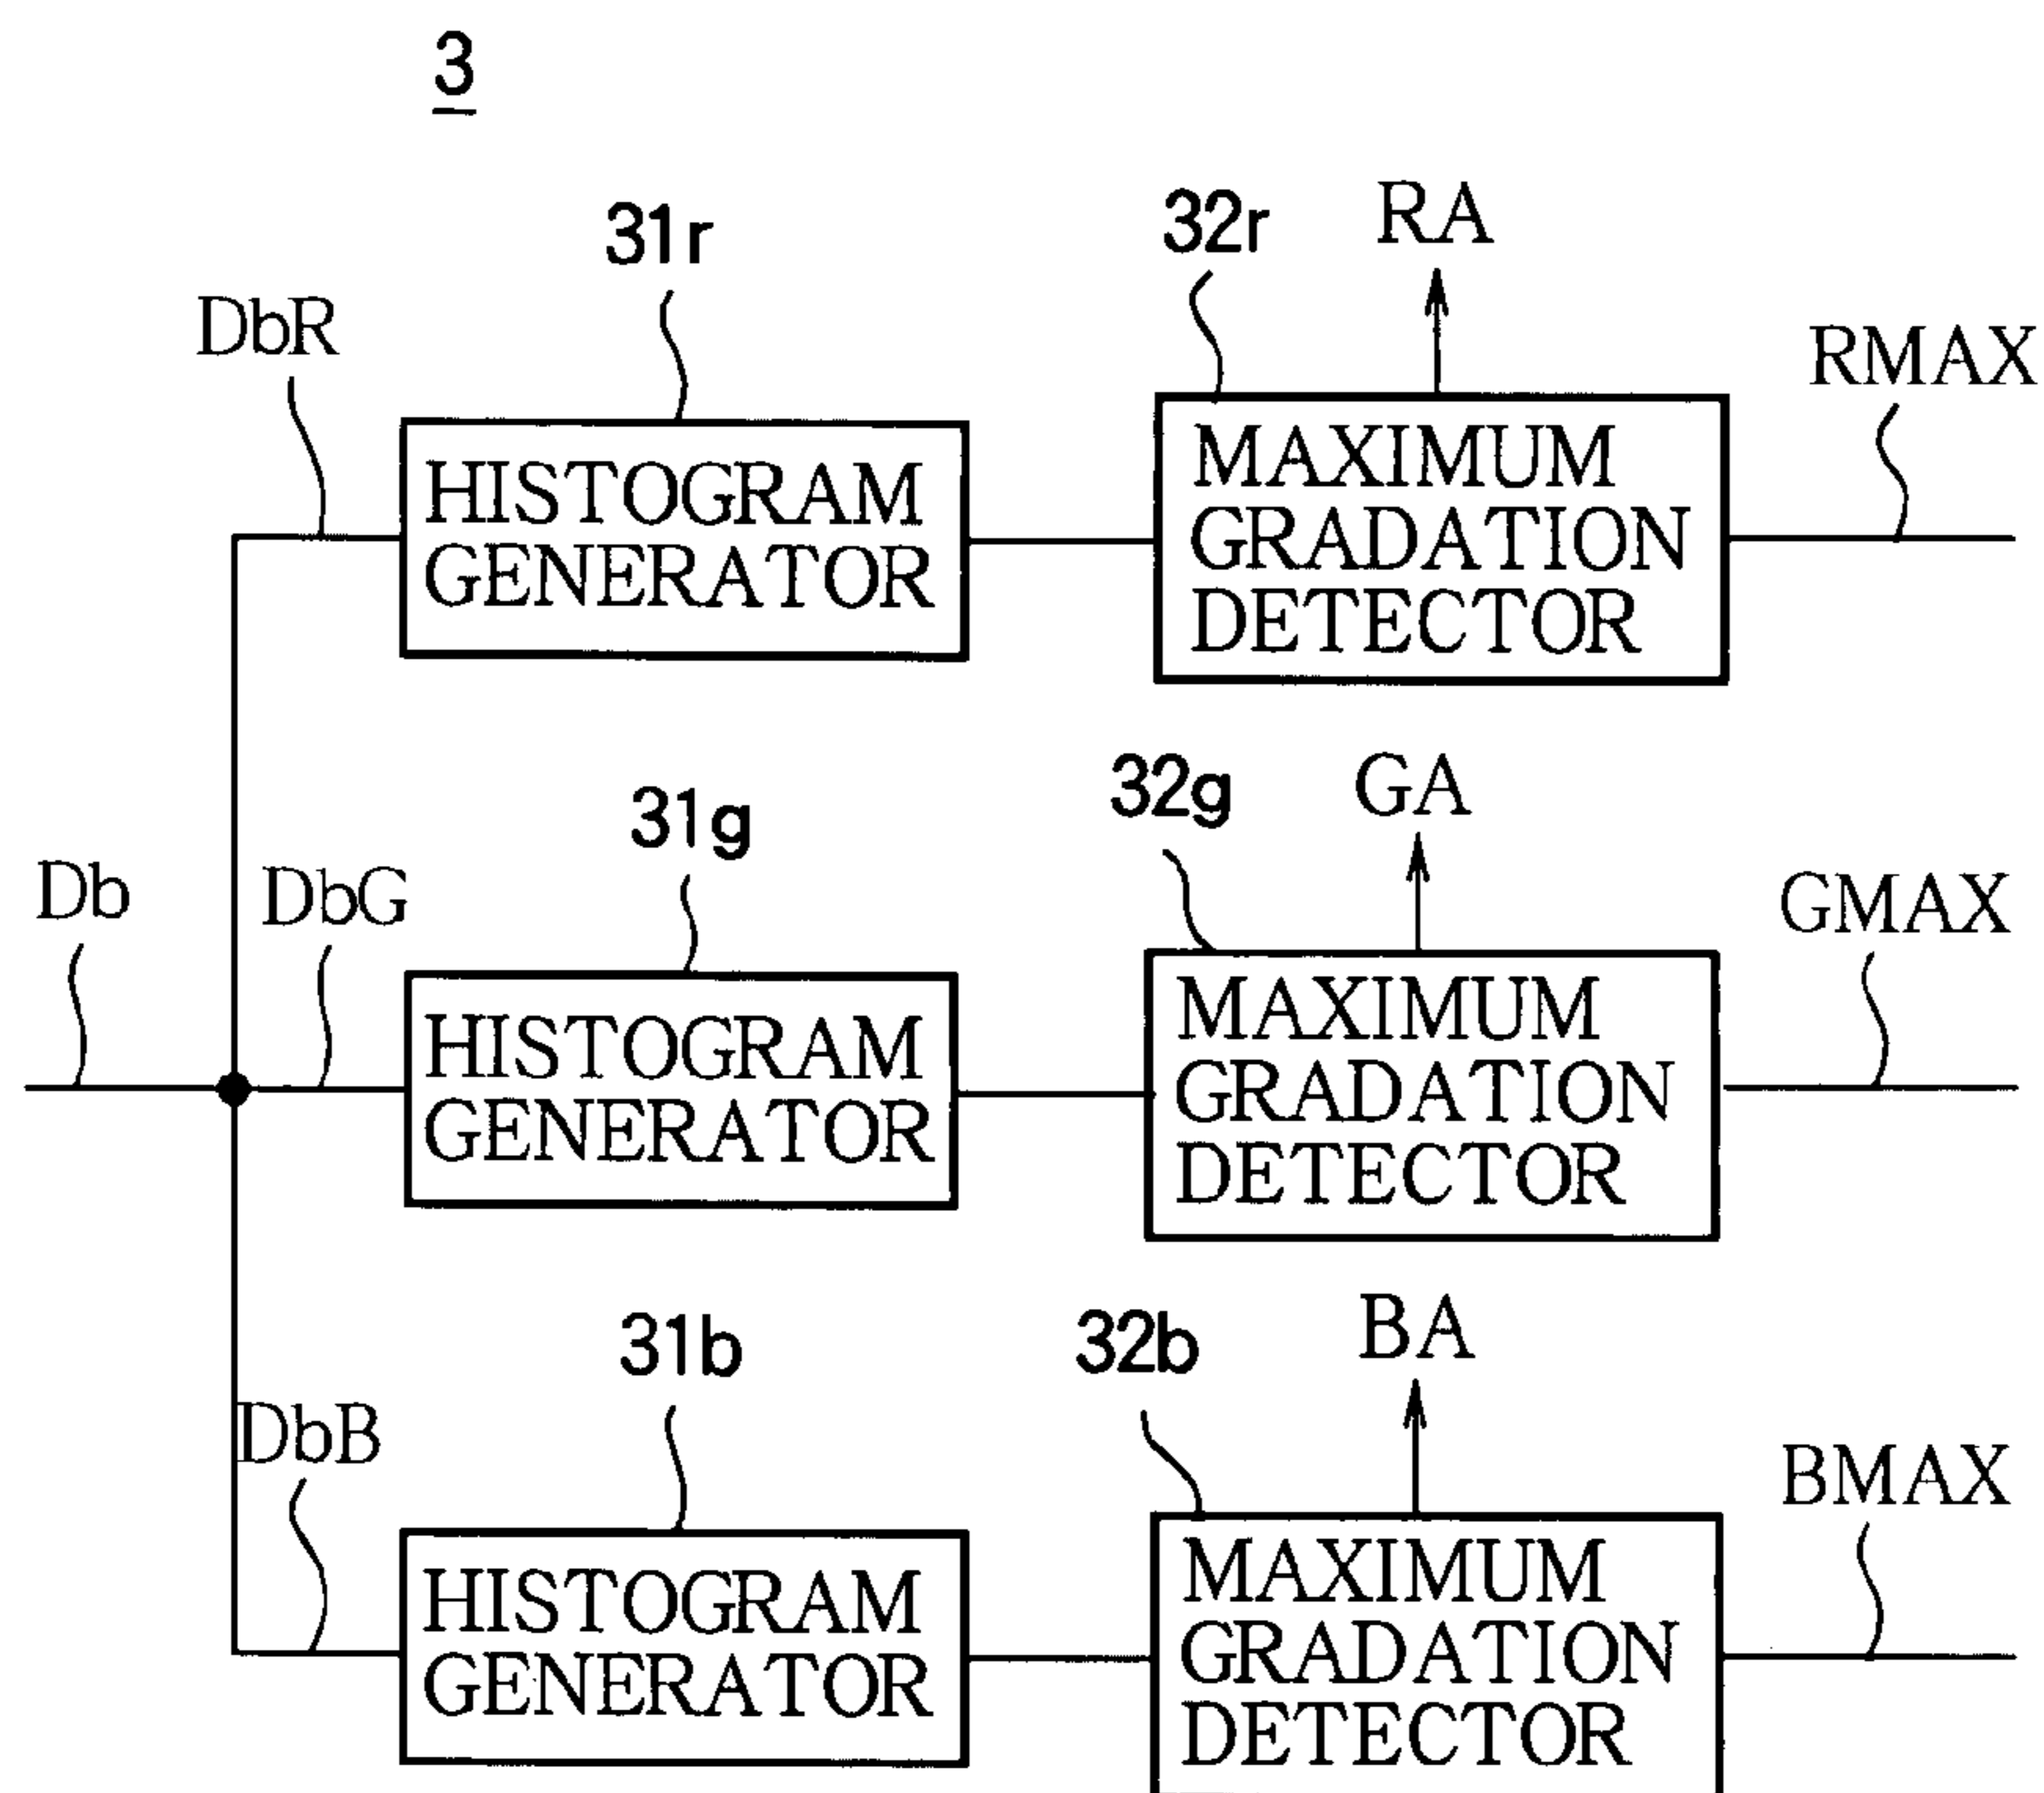 3
31r
32r
RA
DbR
RMAX
HISTOGRAM
GENERATOR
MAXIMUM
GRADATION
DETECTOR
31g
32g
GA
Db
DbG
GMAX
HISTOGRAM
GENERATOR
MAXIMUM
GRADATION
DETECTOR
31b
32b
BA
DbB
BMAX
HISTOGRAM
GENERATOR
MAXIMUM
GRADATION
DETECTOR